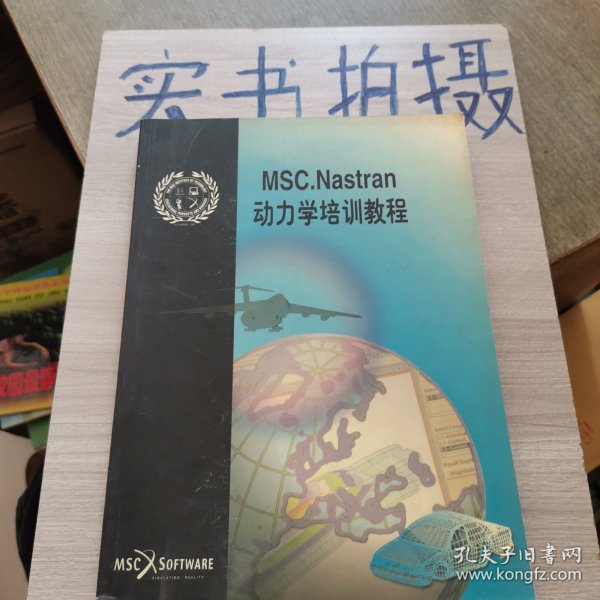 实书拍摄
MSC.Nastran
动力学培训教程
MSC SOFTWARE
SIMULATING REALITY
孔夫子旧书网
www.kongfz.com